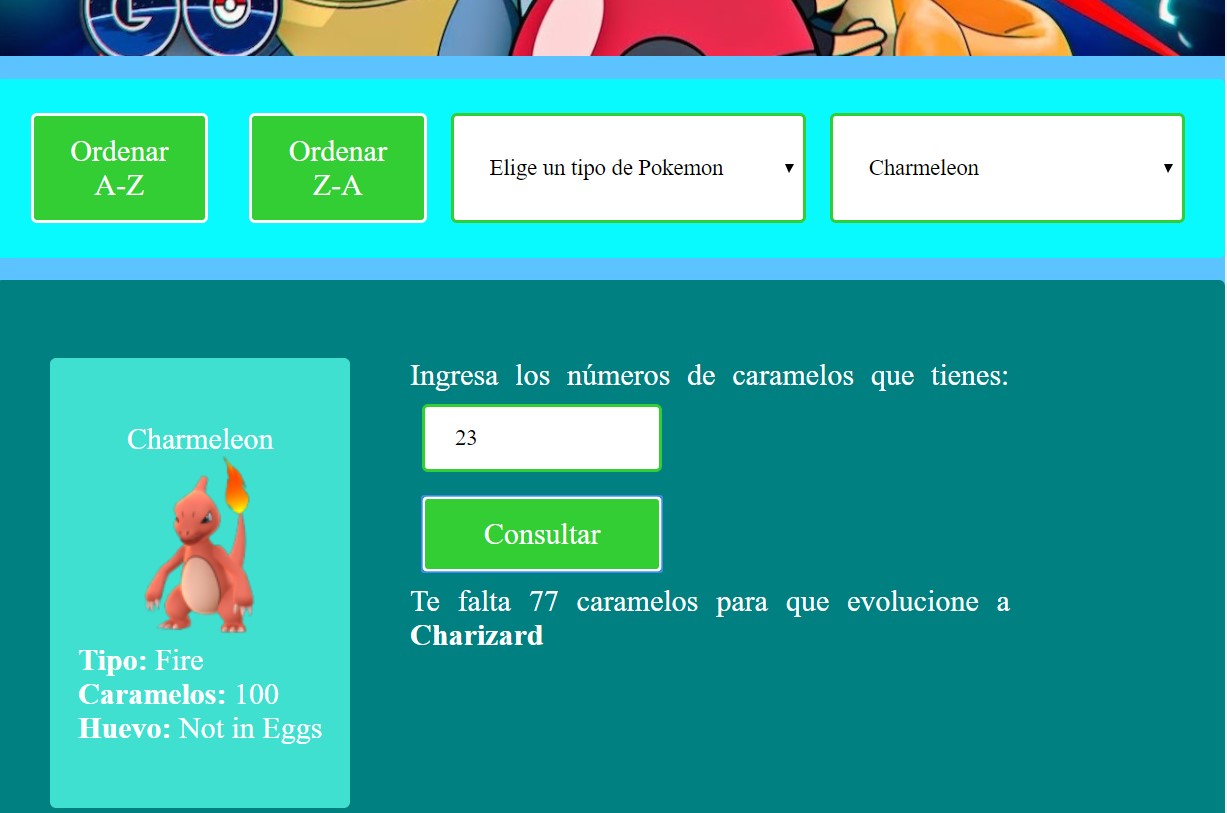 GO
Ordenar
A-Z
Ordenar
Z-A
Elige un tipo de Pokemon
Charmeleon
Ingresa los números de caramelos que tienes:
23
Consultar
Te falta 77 caramelos para que evolucione a
Charizard
Charmeleon
Tipo: Fire
Caramelos: 100
Huevo: Not in Eggs